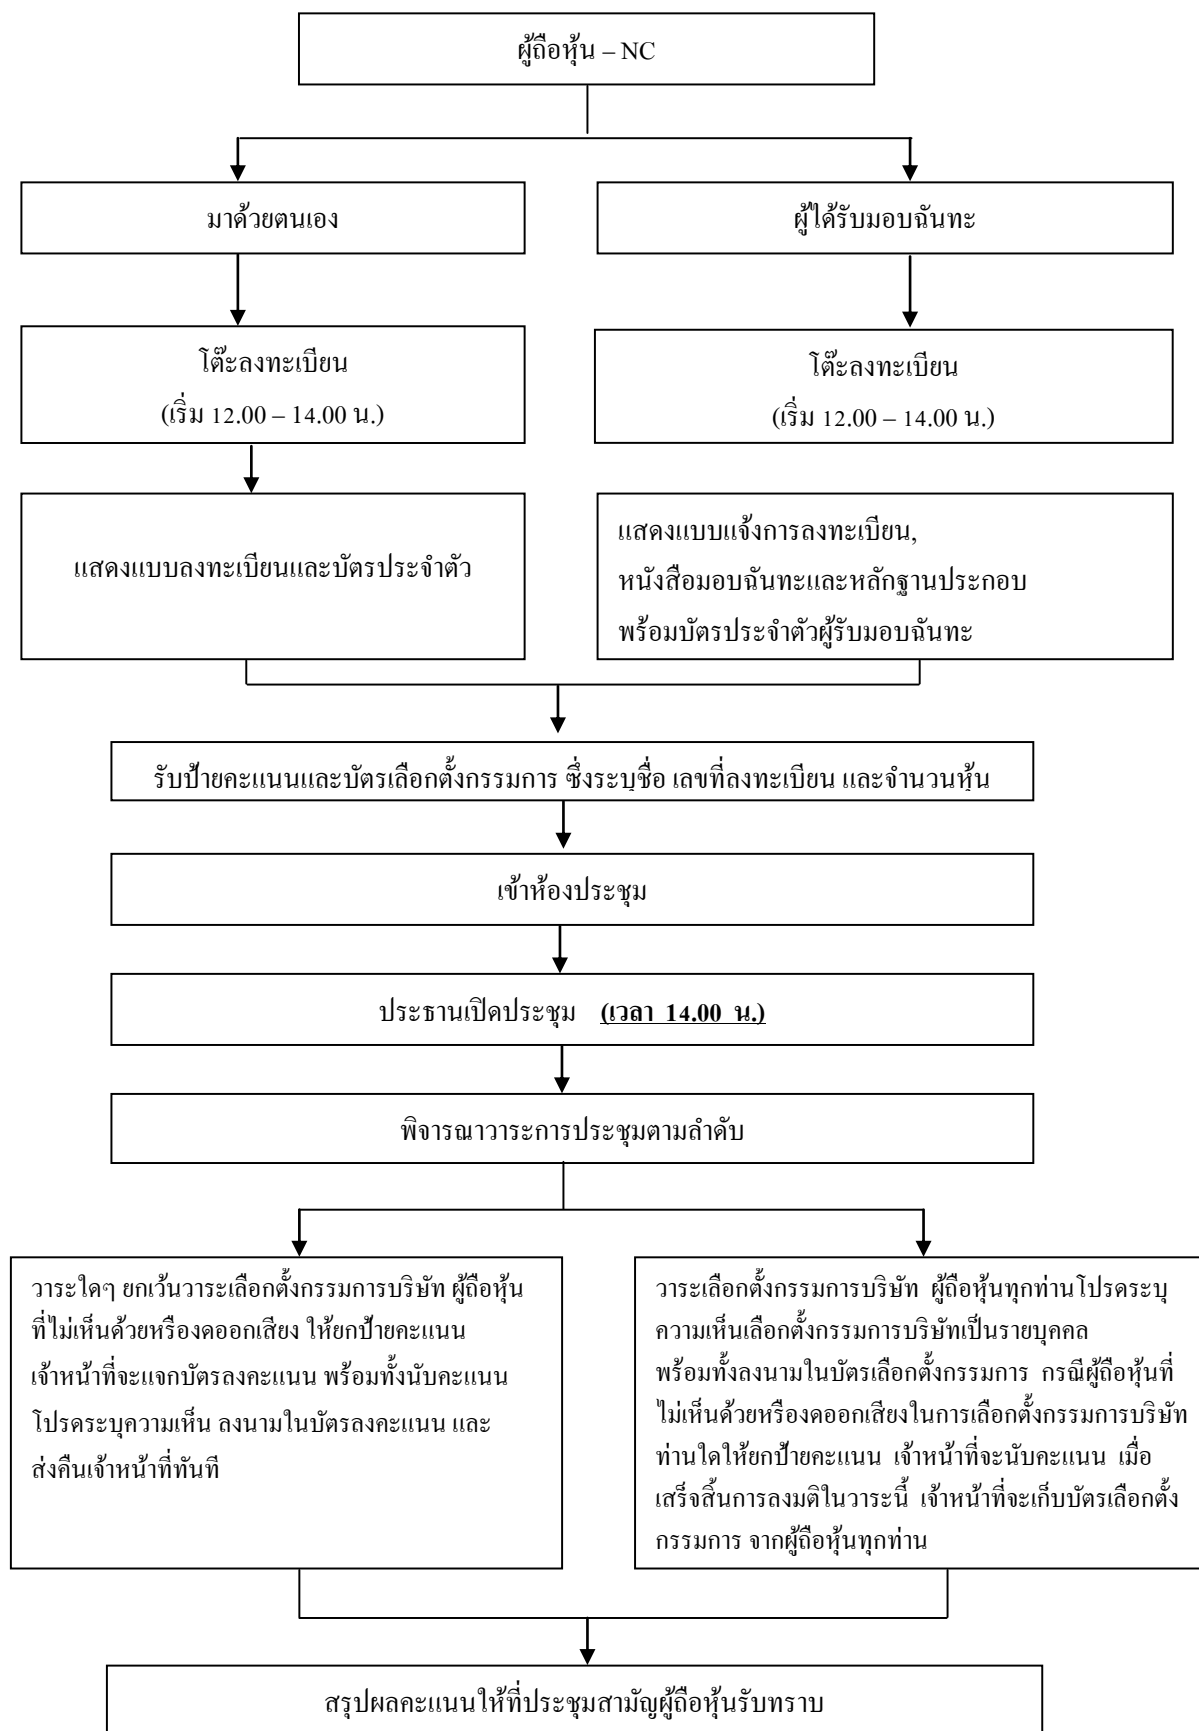 ผู้ถือหุ้น – NC
มาด้วยตนเอง
ผู้ได้รับมอบฉันทะ
โต๊ะลงทะเบียน
(เริ่ม 12.00 – 14.00 น.)
โต๊ะลงทะเบียน
(เริ่ม 12.00 – 14.00 น.)
แสดงแบบลงทะเบียนและบัตรประจำตัว
แสดงแบบแจ้งการลงทะเบียน,
หนังสือมอบฉันทะและหลักฐานประกอบ
พร้อมบัตรประจำตัวผู้รับมอบฉันทะ
รับป้ายคะแนนและบัตรเลือกตั้งกรรมการ ซึ่งระบุชื่อ เลขที่ลงทะเบียน และจำนวนหุ้น
เข้าห้องประชุม
ประธานเปิดประชุม (เวลา 14.00 น.)
พิจารณาวาระการประชุมตามลำดับ
วาระใดๆ ยกเว้นวาระเลือกตั้งกรรมการบริษัท ผู้ถือหุ้น
ที่ไม่เห็นด้วยหรืองดออกเสียง ให้ยกป้ายคะแนน
เจ้าหน้าที่จะแจกบัตรลงคะแนน พร้อมทั้งนับคะแนน
โปรดระบุความเห็น ลงนามในบัตรลงคะแนน และ
ส่งคืนเจ้าหน้าที่ทันที
วาระเลือกตั้งกรรมการบริษัท ผู้ถือหุ้นทุกท่านโปรดระบุ
ความเห็นเลือกตั้งกรรมการบริษัทเป็นรายบุคคล
พร้อมทั้งลงนามในบัตรเลือกตั้งกรรมการ กรณีผู้ถือหุ้นที่
ไม่เห็นด้วยหรืองดออกเสียงในการเลือกตั้งกรรมการบริษัท
ท่านใดให้ยกป้ายคะแนน เจ้าหน้าที่จะนับคะแนน เมื่อ
เสร็จสิ้นการลงมติในวาระนี้ เจ้าหน้าที่จะเก็บบัตรเลือกตั้ง
กรรมการ จากผู้ถือหุ้นทุกท่าน
สรุปผลคะแนนให้ที่ประชุมสามัญผู้ถือหุ้นรับทราบ